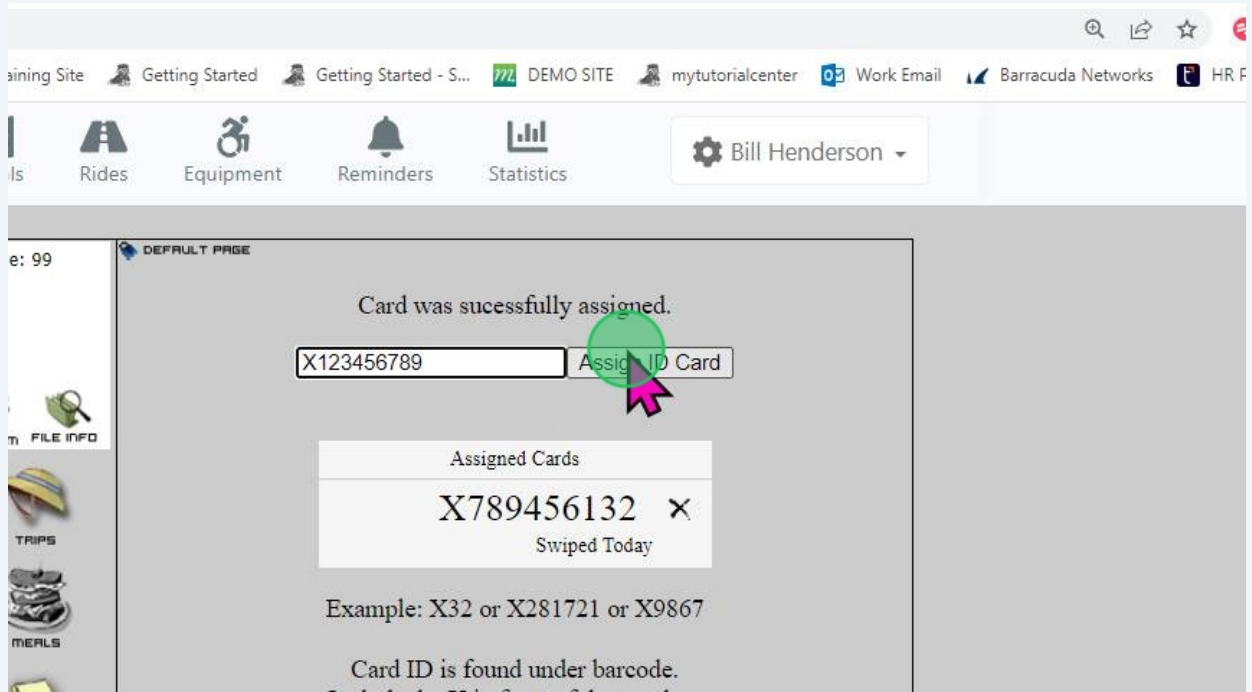 aining Site Getting Started Getting Started - S... DEMO SITE mytutorialcenter Work Email Barracuda Networks HR
Rides Equipment Reminders Statistics Bill Henderson
e: 99
DEFAULT PAGE
Card was sucessfully assigned.
X123456789 Assign ID Card
FILE INFO
Assigned Cards
X789456132
Swiped Today
TRIPS
Example: X32 or X281721 or X9867
MEALS
Card ID is found under barcode.